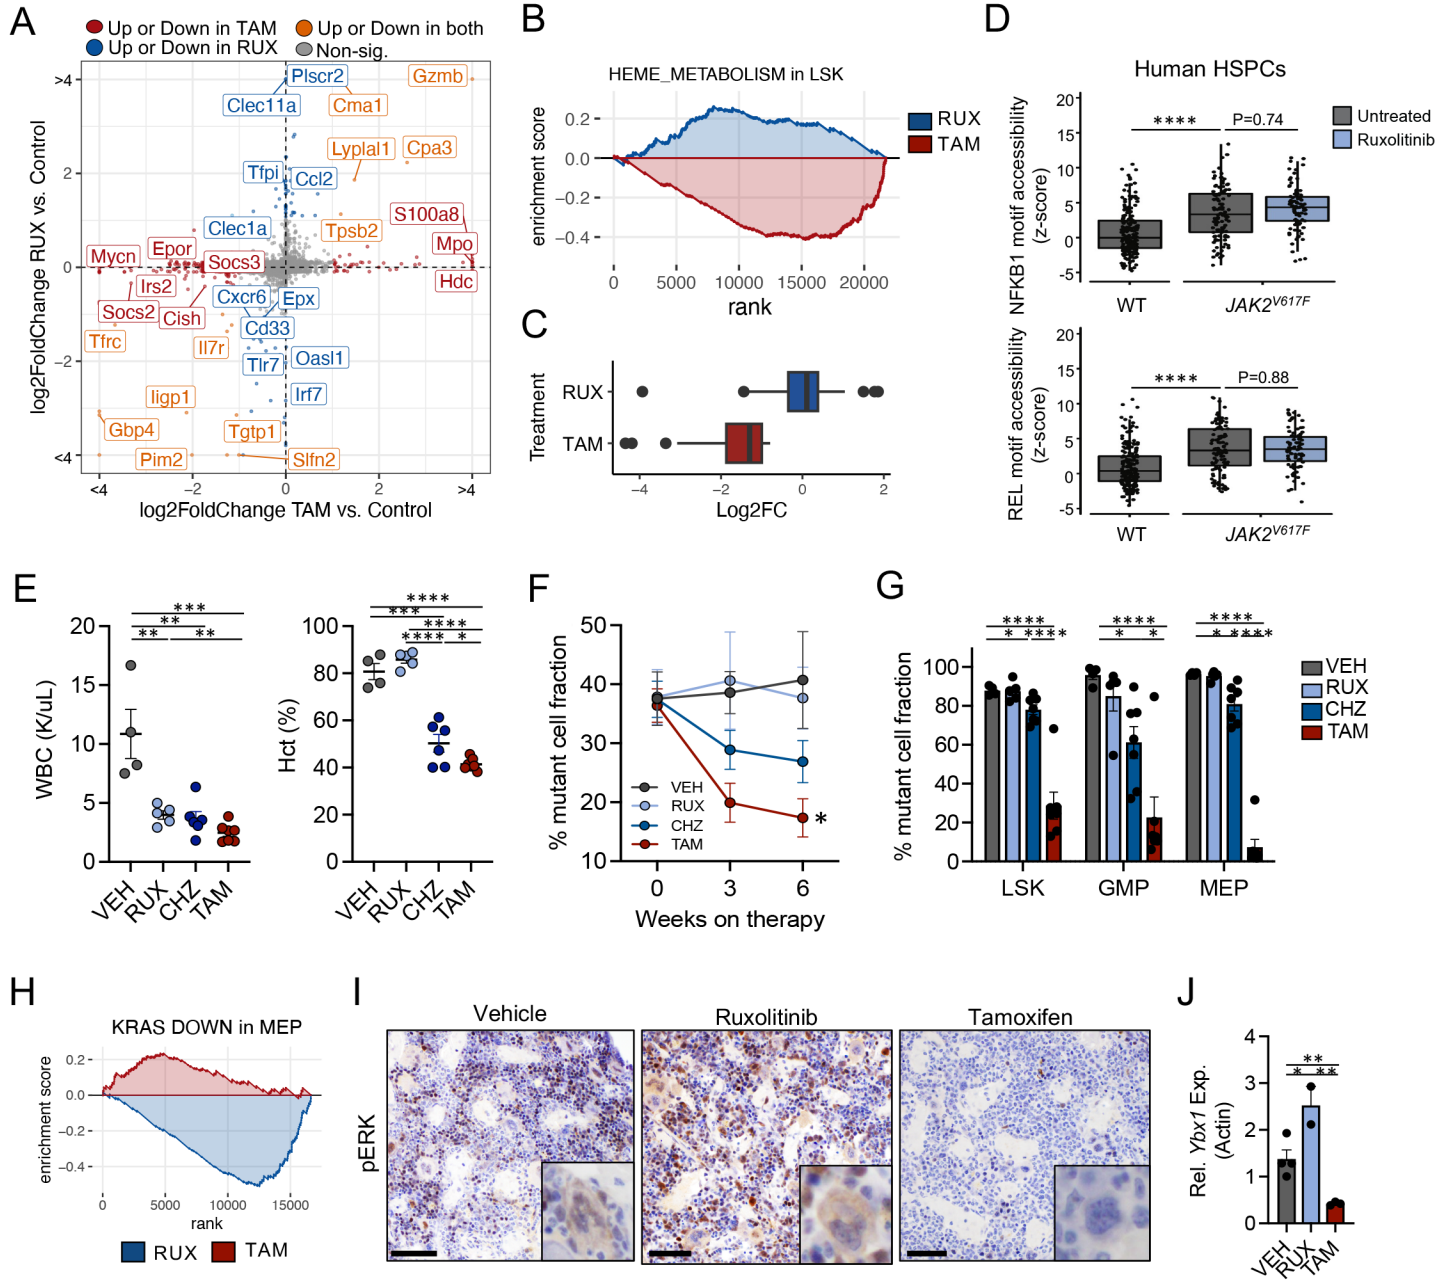 A
Up or Down in TAM
Up or Down in both
Up or Down in RUX
Non-sig.
log2FoldChange RUX vs. Control
>4
2
0
−2
<4
Plscr2
Gzmb
Clec11a
Cma1
Lyplal1
Cpa3
Tfpi
Ccl2
S100a8
Clec1a
Tpsb2
Mpo
Mycn
Epor
Socs3
Hdc
Irs2
Cxcr6
Epx
Socs2
Cish
Cd33
Tfrc
Il7r
Tlr7
Oasl1
Iigp1
Irf7
Gbp4
Tgtp1
Pim2
Slfn2
<4
−2
0
2
>4
log2FoldChange TAM vs. Control
B
HEME_METABOLISM in LSK
enrichment score
0.2
0.0
−0.2
−0.4
RUX
TAM
0
5000
10000
15000
20000
rank
C
Treatment
RUX
TAM
−4
−2
0
2
Log2FC
D
Human HSPCs
Untreated
Ruxolitinib
NFKB1 motif accessibility
(z-score)
20
15
10
5
0
-5
****
P=0.74
WT
JAK2V617F
REL motif accessibility
(z-score)
20
15
10
5
0
-5
****
P=0.88
WT
JAK2V617F
E
WBC (K/uL)
20
15
10
5
0
***
**
**
**
VEH
RUX
CHZ
TAM
Hct (%)
100
80
60
40
20
0
****
***
****
****
*
VEH
RUX
CHZ
TAM
F
% mutant cell fraction
50
40
30
20
10
VEH
RUX
CHZ
TAM
*
0
3
6
Weeks on therapy
G
% mutant cell fraction
100
80
60
40
20
0
****
*
****
****
*
*
****
*
****
LSK
GMP
MEP
VEH
RUX
CHZ
TAM
H
KRAS DOWN in MEP
enrichment score
0.2
0.0
−0.2
−0.4
0
5000
10000
15000
rank
RUX
TAM
I
Vehicle
Ruxolitinib
Tamoxifen
pERK
J
Rel. Ybx1 Exp.
(Actin)
4
3
2
1
0
**
*
**
VEH
RUX
TAM